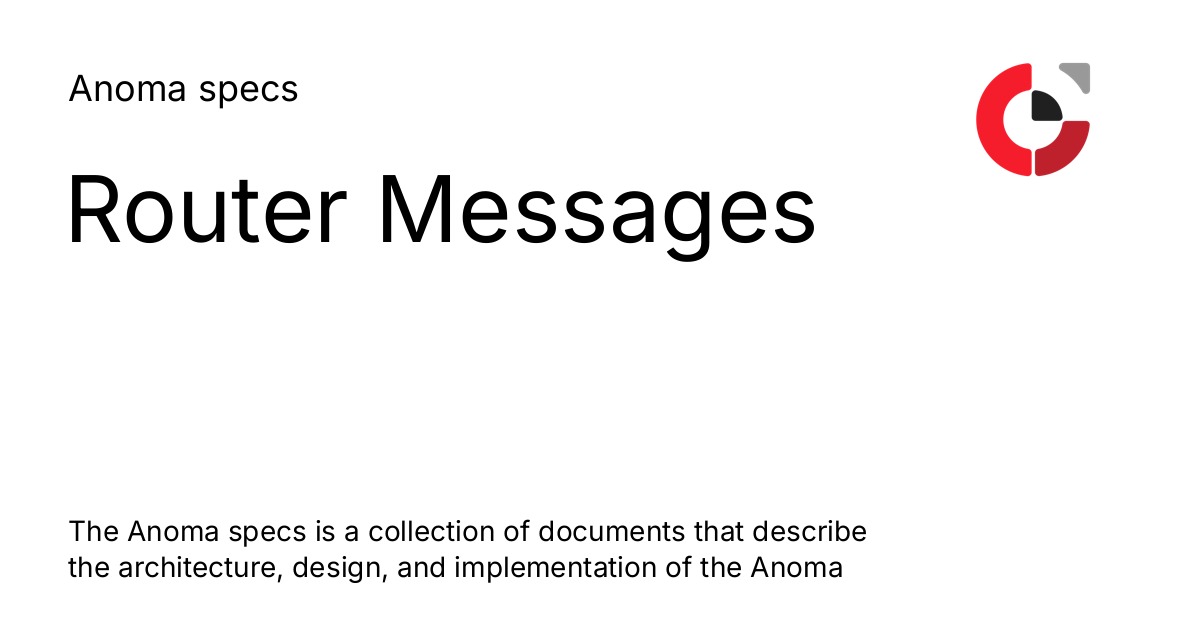 Anoma specs
Router Messages
The Anoma specs is a collection of documents that describe
the architecture, design, and implementation of the Anoma